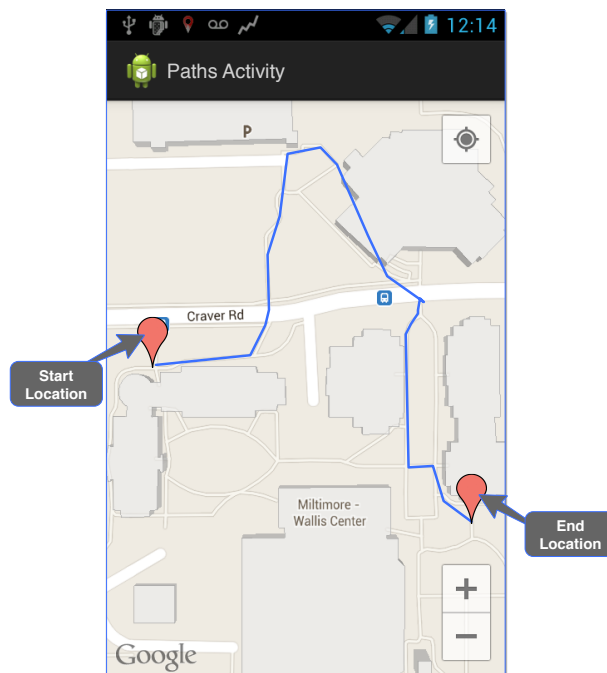 12:14
Paths Activity
P
Craver Rd
Start
Location
Miltimore -
Wallis Center
End
Location
+
−
Google